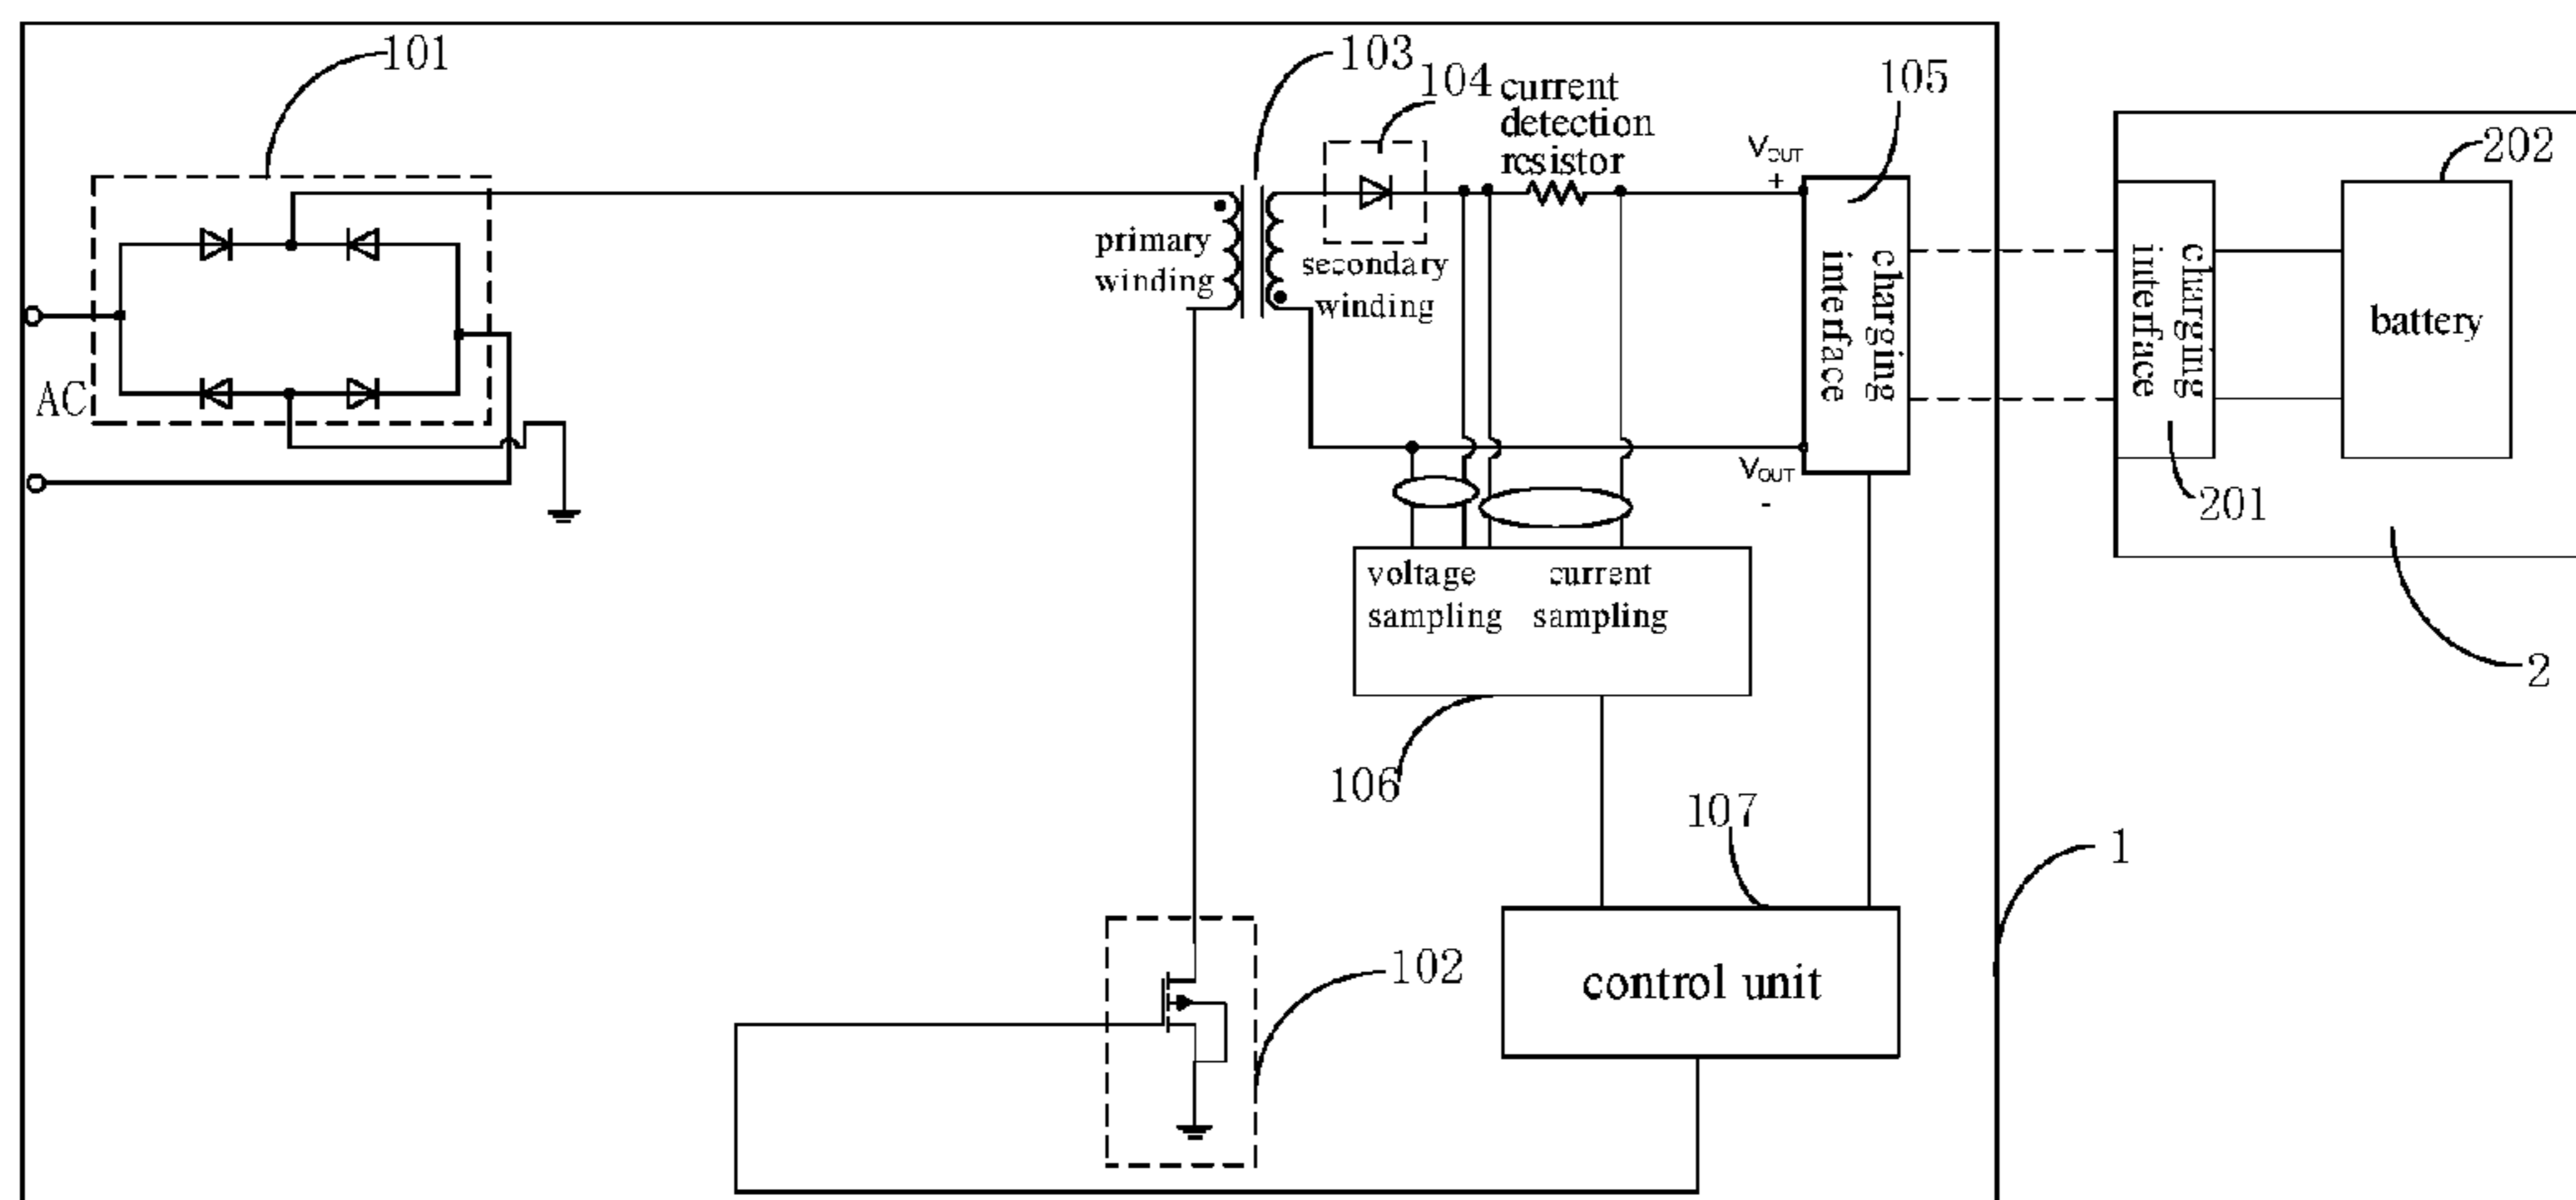 101
103
104
current
detection
resistor
105
202
VOUT
+
primary
winding
secondary
winding
charging
interface
charging
interface
battery
AC
VOUT
-
201
voltage
sampling
current
sampling
2
106
107
1
102
control unit